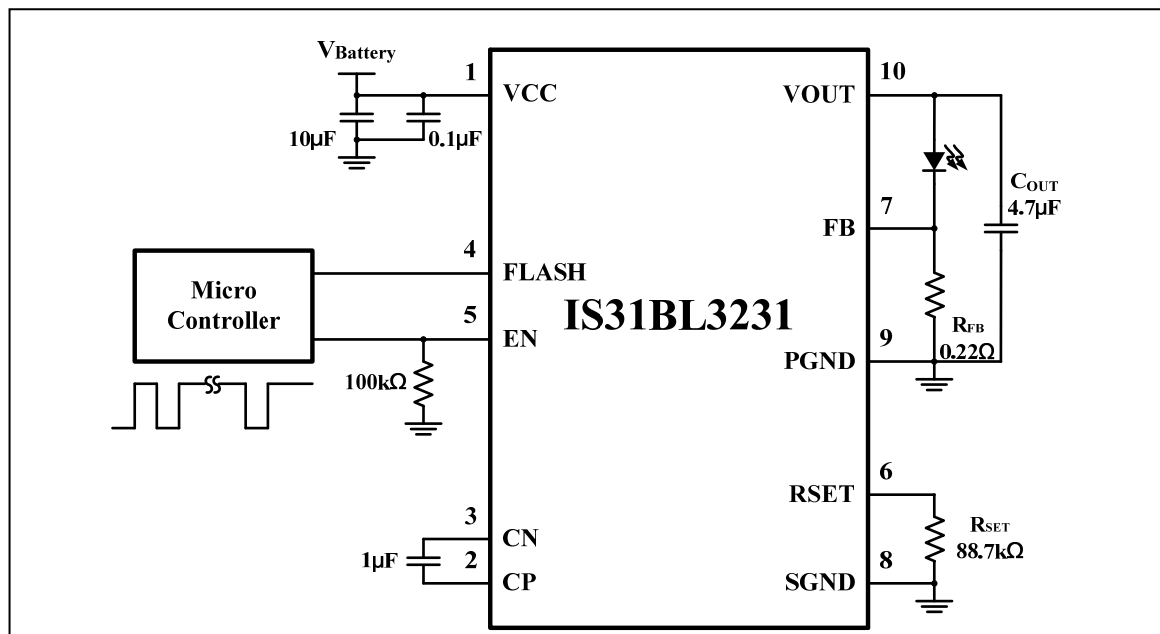 VBattery
1
VCC
10µF
0.1µF
10
VOUT
COUT
4.7µF
7
FB
4
FLASH
Micro
Controller
5
EN
IS31BL3231
RFB
0.22Ω
9
PGND
100kΩ
6
RSET
RSET
88.7kΩ
3
CN
1µF
2
CP
8
SGND